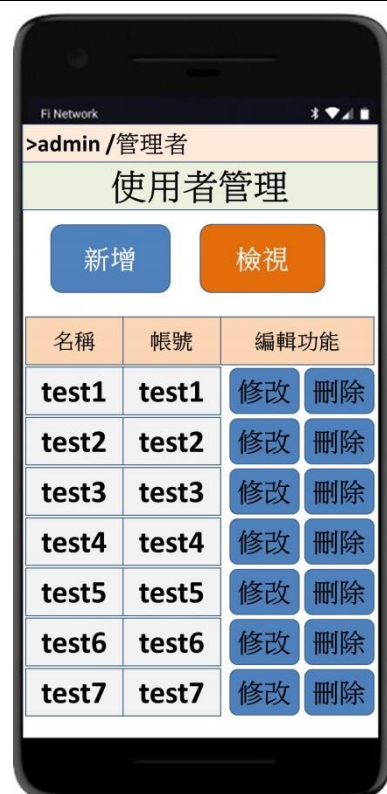 Fi Network
>admin /管理者
使用者管理
新增 檢視
名稱 帳號 編輯功能
test1 test1 修改 刪除
test2 test2 修改 刪除
test3 test3 修改 刪除
test4 test4 修改 刪除
test5 test5 修改 刪除
test6 test6 修改 刪除
test7 test7 修改 刪除